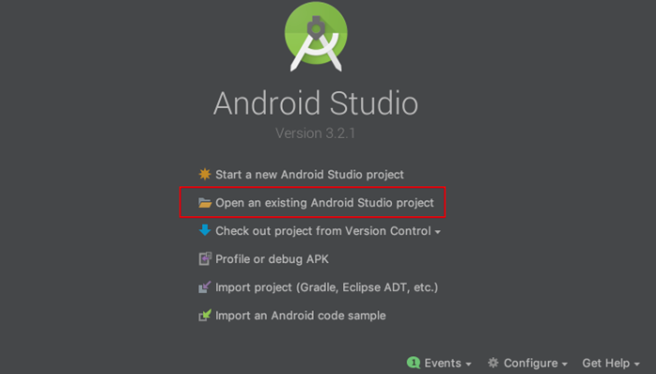 Android Studio
Version 3.2.1
Start a new Android Studio project
Open an existing Android Studio project
Check out project from Version Control
Profile or debug APK
Import project (Gradle, Eclipse ADT, etc.)
Import an Android code sample
1 Events Configure Get Help